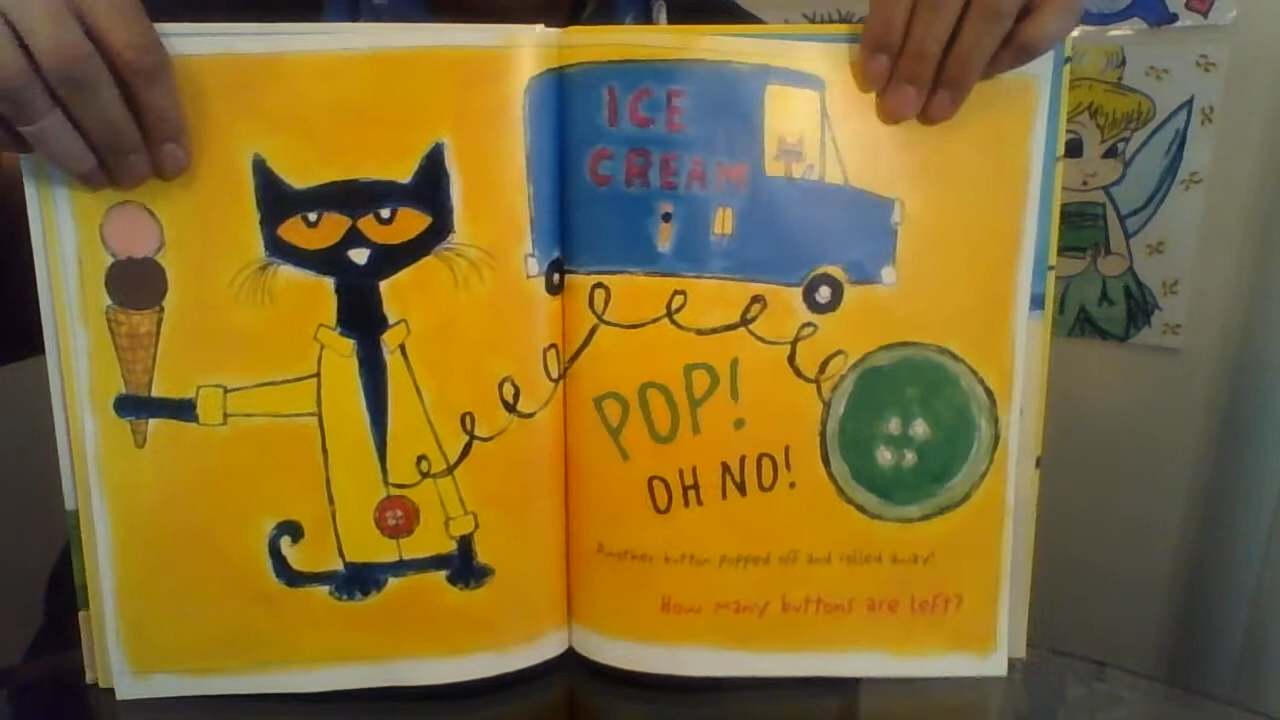 ICE
CREAM
POP!
OH NO!
Another button popped off and rolled away!
How many buttons are left?